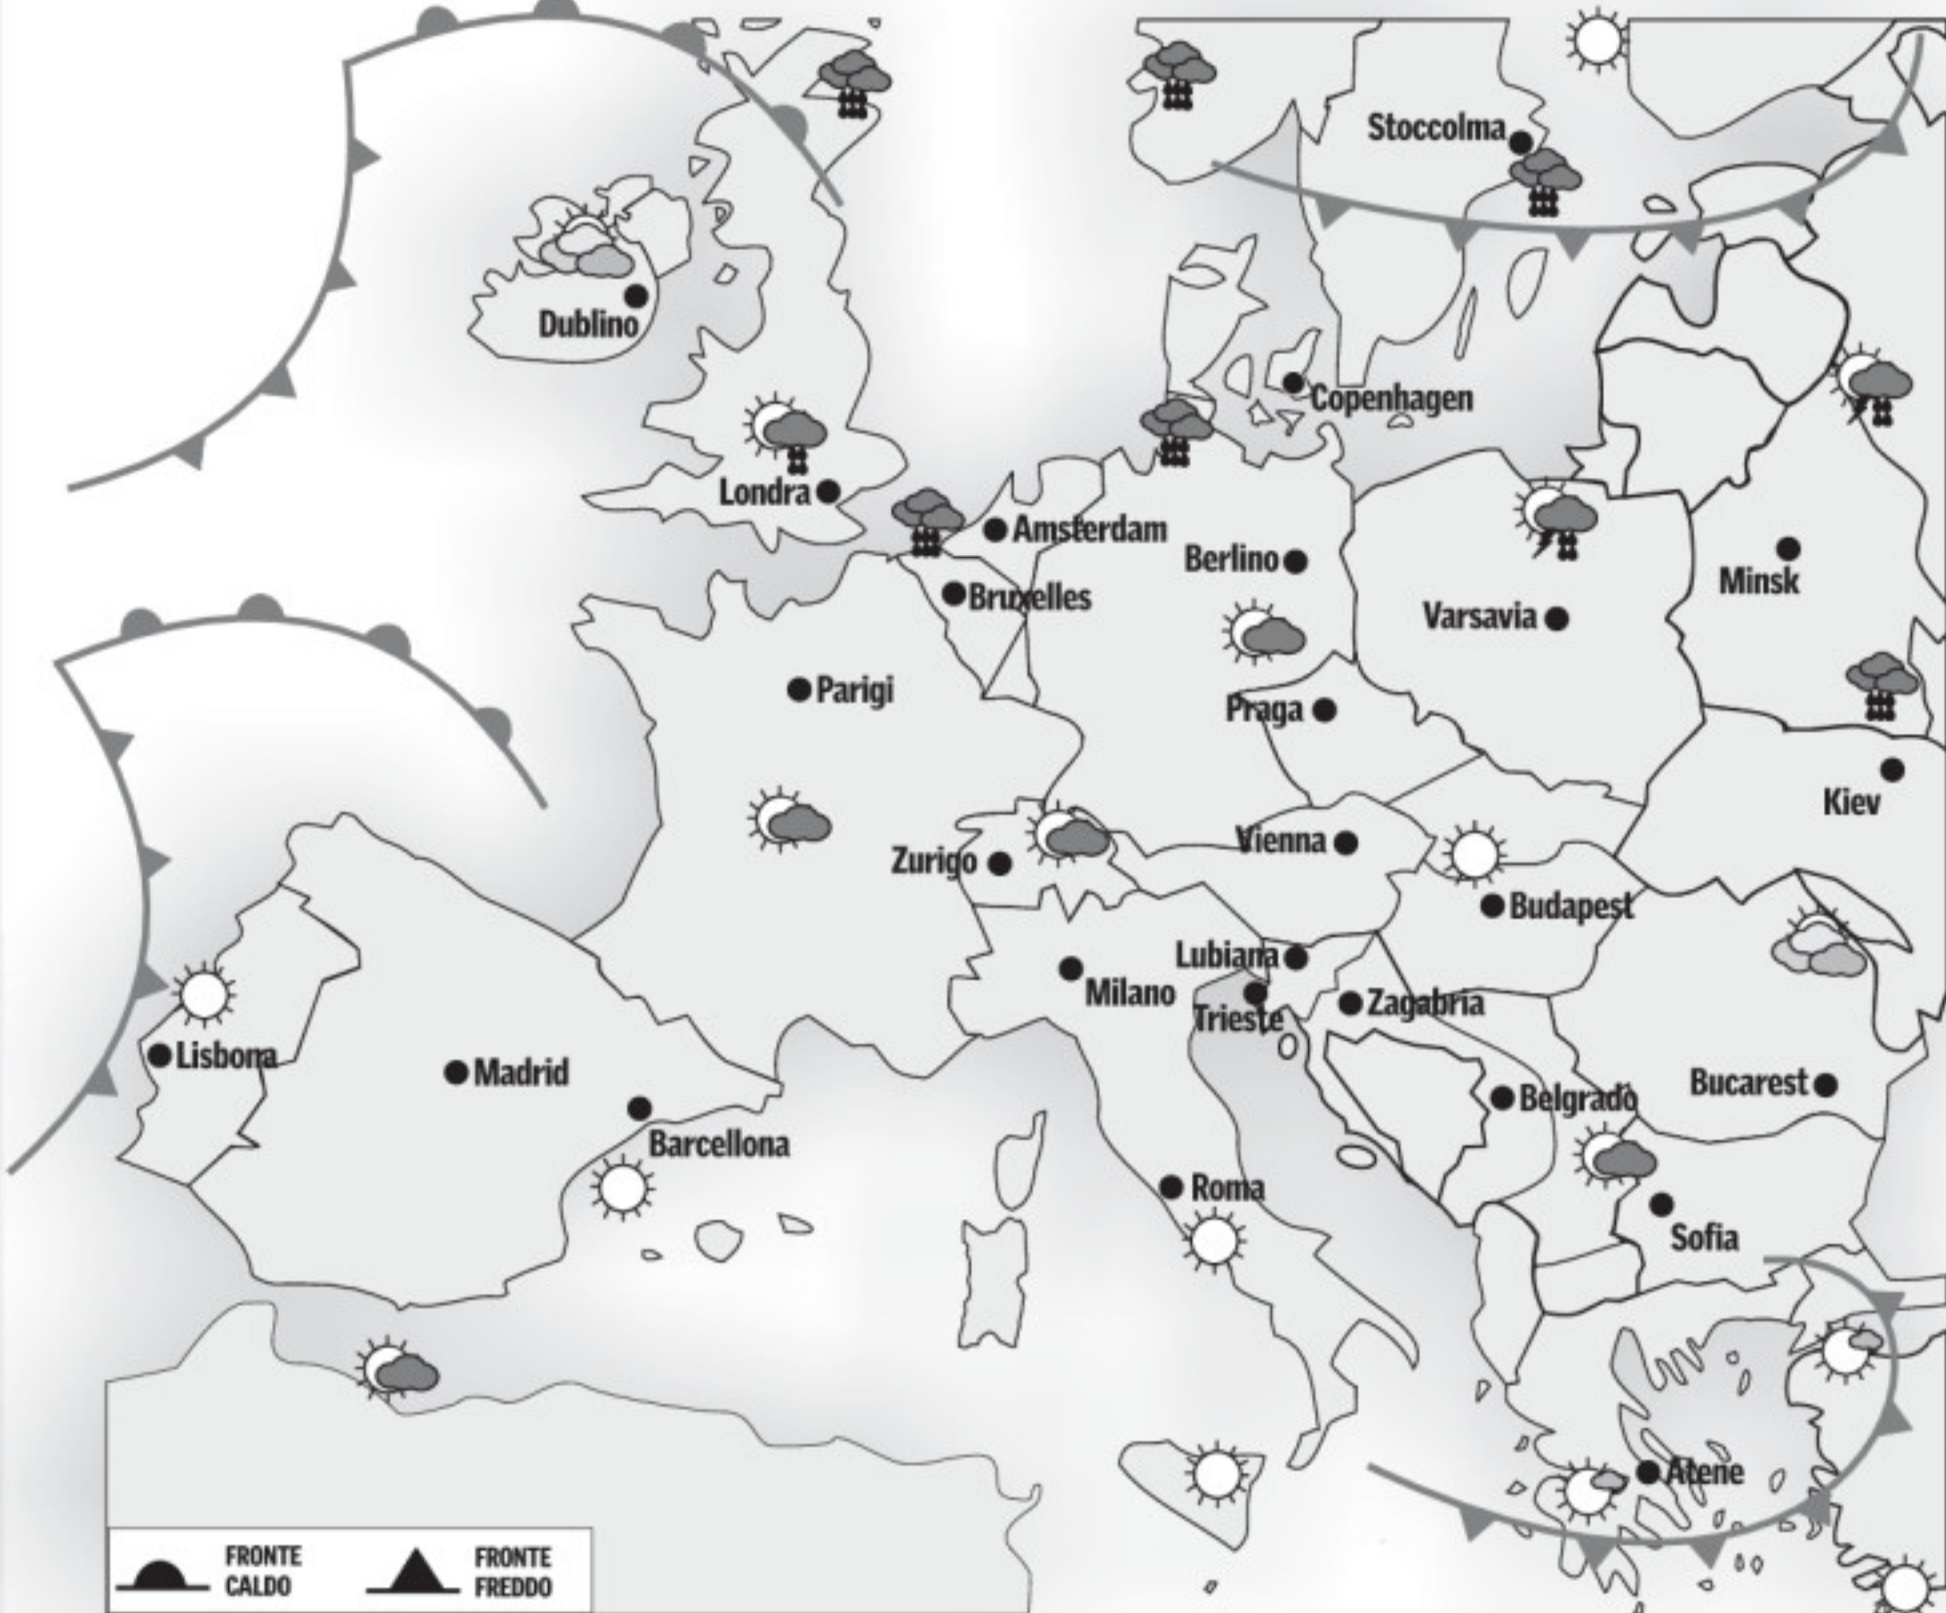 Stoccolma
Dublino
Copenhagen
Londra
Amsterdam
Berlino
Minsk
Bruxelles
Varsavia
Parigi
Praga
Kiev
Vienna
Zurigo
Budapest
Lubiana
Milano
Zagabria
Trieste
Lisbona
Madrid
Bucarest
Belgrado
Barcellona
Roma
Sofia
Atene
FRONTE
CALDO
FRONTE
FREDDO